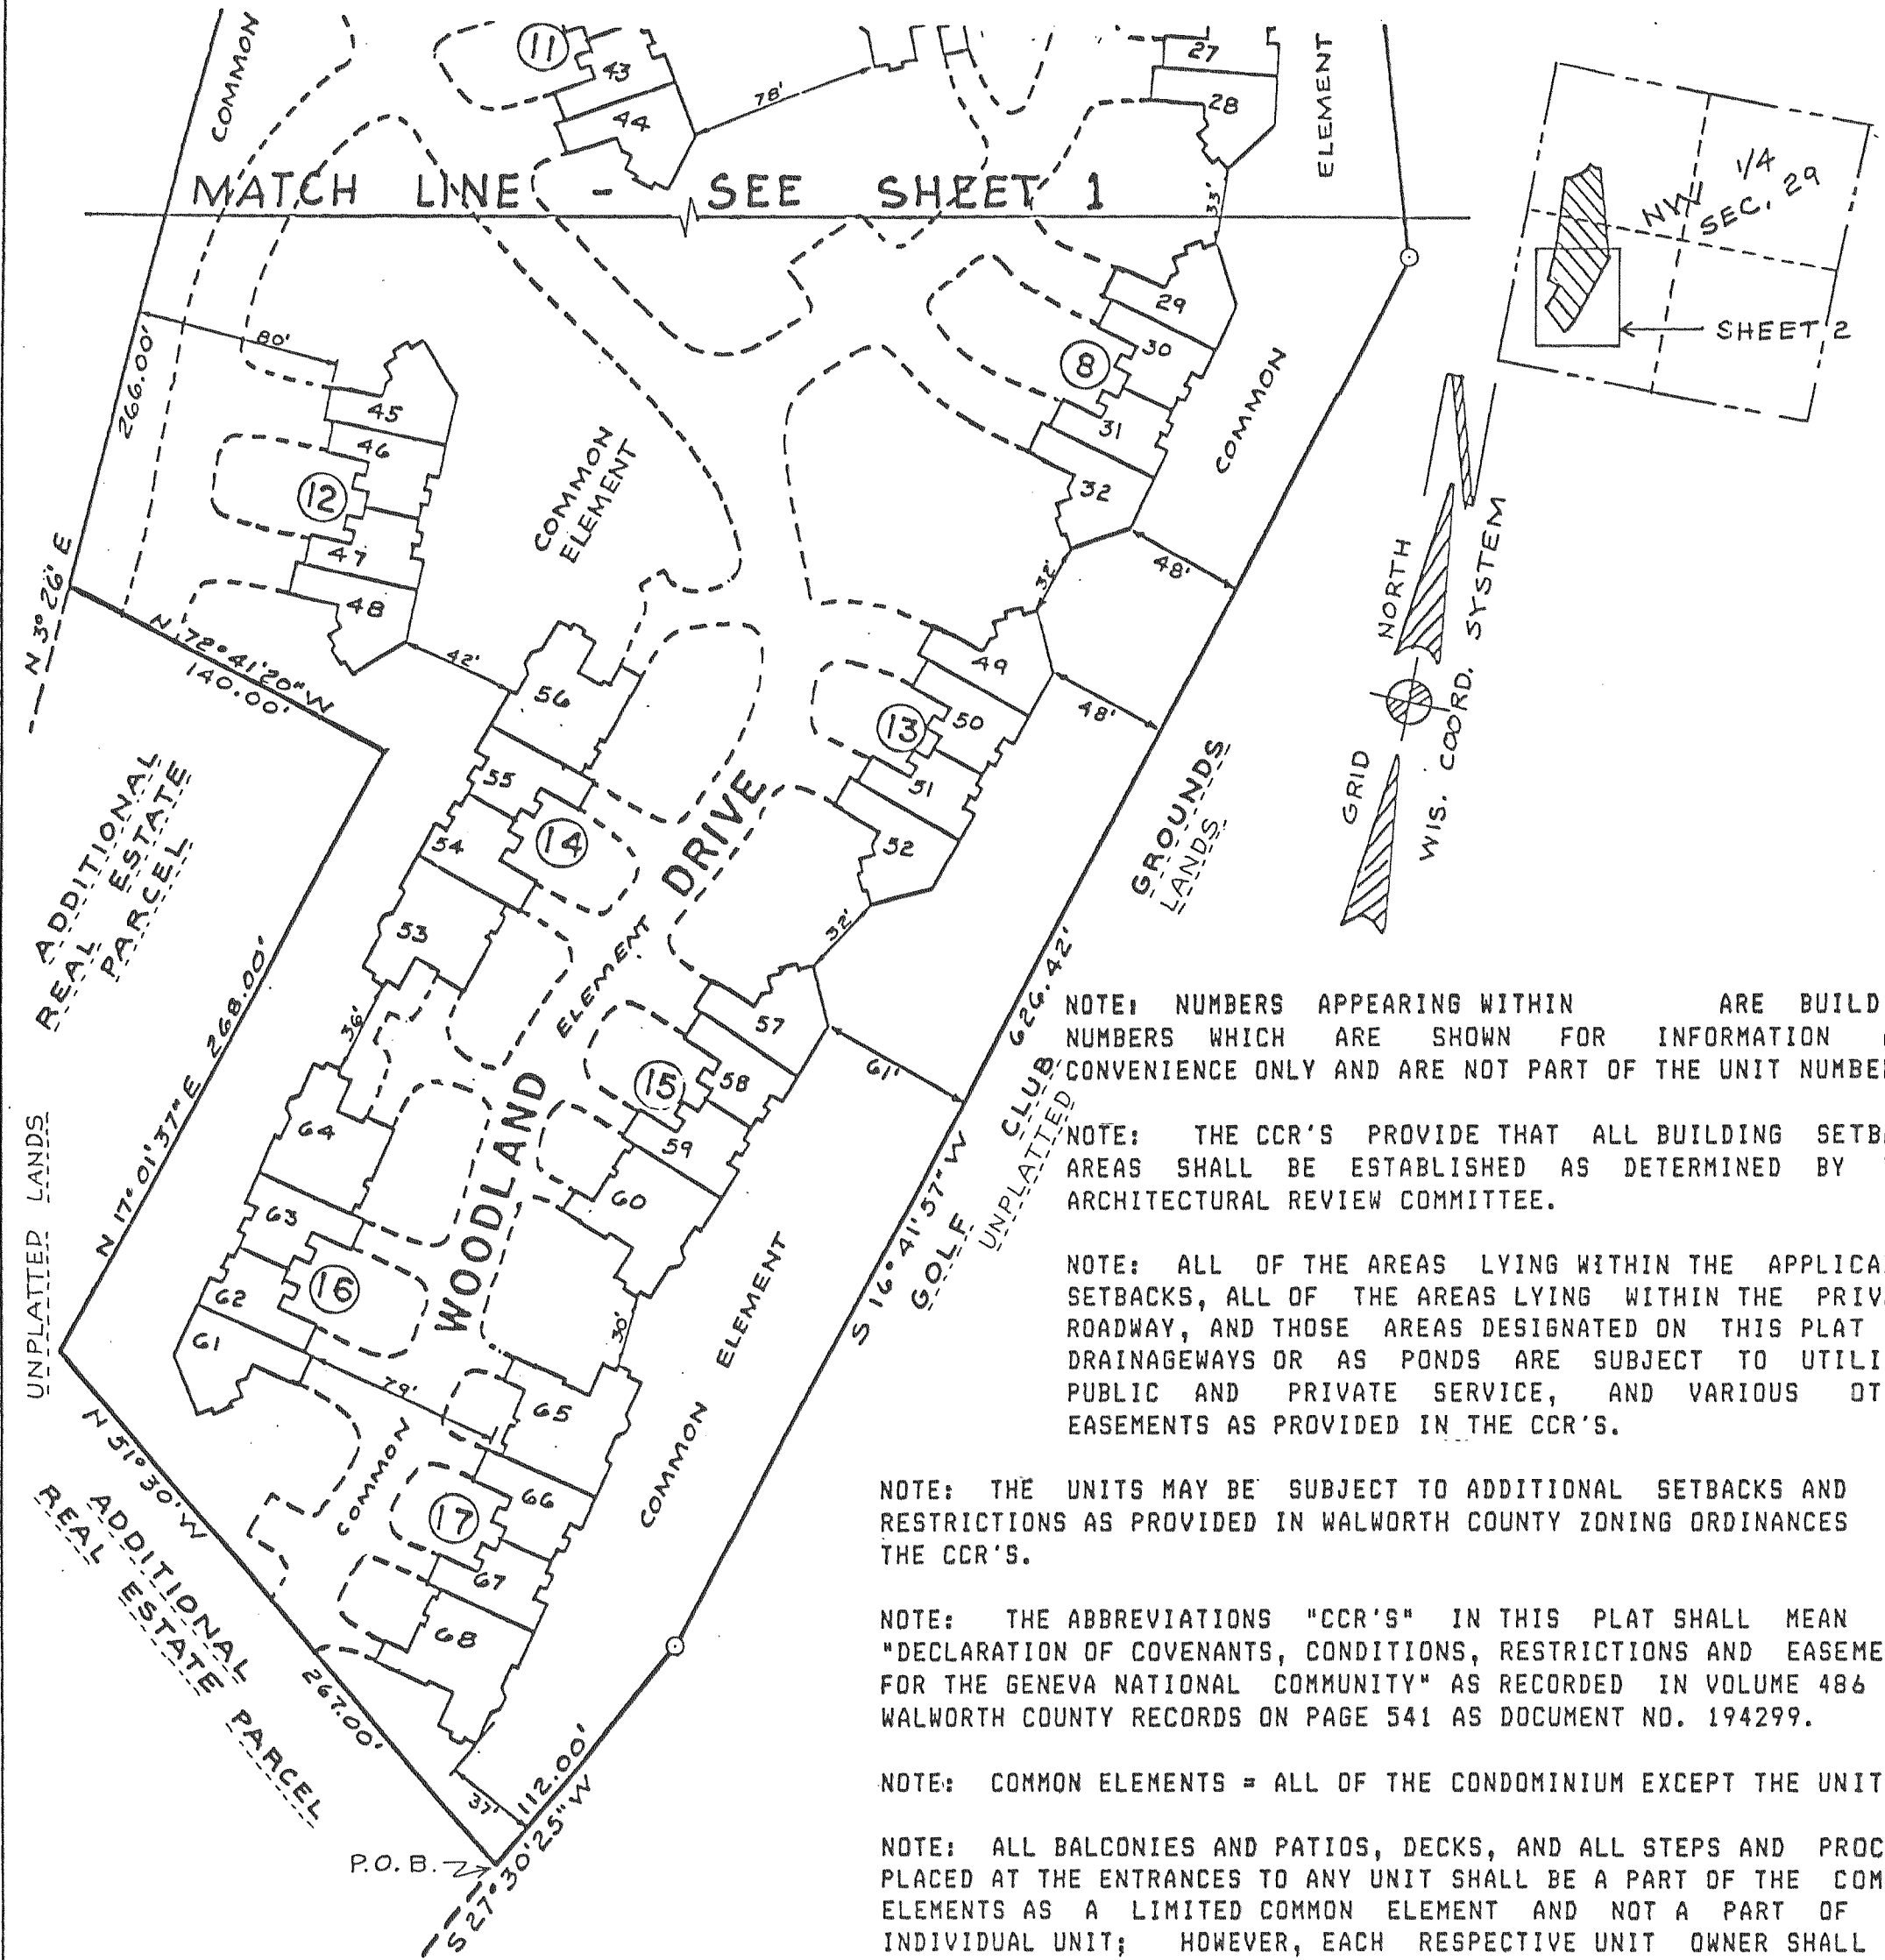 COMMON
11
43
44
78'
27
28
ELEMENT
MATCH LINE - SEE SHEET 1
33'
NW 1/4
SEC. 29
SHEET 2
266.00'
80'
45
46
12
47
48
COMMON
ELEMENT
29
30
8
31
32
COMMON
48'
32'
N 3° 26' E
N 72° 41' 20" W
140.00'
42'
56
55
14
54
53
49
50
13
51
52
48'
32'
GRID NORTH
WIS. COORD. SYSTEM
ADDITIONAL
REAL ESTATE
PARCEL
WOODLAND DRIVE
ELEMENT
GROUNDS
LANDS
626.42'
N 17° 01' 37" E 268.00'
UNPLATTED LANDS
36'
57
58
15
59
60
61'
S 16° 41' 57" W
GOLF CLUB
UNPLATTED
64
63
16
62
61
79'
30'
COMMON ELEMENT
COMMON
65
66
17
67
68
N 51° 30' W
267.00'
ADDITIONAL
REAL ESTATE PARCEL
37'
112.00'
S 27° 30' 25" W
P.O.B.
NOTE: NUMBERS APPEARING WITHIN ARE BUILD
NUMBERS WHICH ARE SHOWN FOR INFORMATION
CONVENIENCE ONLY AND ARE NOT PART OF THE UNIT NUMBE
NOTE: THE CCR'S PROVIDE THAT ALL BUILDING SETB
AREAS SHALL BE ESTABLISHED AS DETERMINED BY
ARCHITECTURAL REVIEW COMMITTEE.
NOTE: ALL OF THE AREAS LYING WITHIN THE APPLICA
SETBACKS, ALL OF THE AREAS LYING WITHIN THE PRIV
ROADWAY, AND THOSE AREAS DESIGNATED ON THIS PLAT
DRAINAGEWAYS OR AS PONDS ARE SUBJECT TO UTILI
PUBLIC AND PRIVATE SERVICE, AND VARIOUS OT
EASEMENTS AS PROVIDED IN THE CCR'S.
NOTE: THE UNITS MAY BE SUBJECT TO ADDITIONAL SETBACKS AND
RESTRICTIONS AS PROVIDED IN WALWORTH COUNTY ZONING ORDINANCES
THE CCR'S.
NOTE: THE ABBREVIATIONS "CCR'S" IN THIS PLAT SHALL MEAN
"DECLARATION OF COVENANTS, CONDITIONS, RESTRICTIONS AND EASEME
FOR THE GENEVA NATIONAL COMMUNITY" AS RECORDED IN VOLUME 486
WALWORTH COUNTY RECORDS ON PAGE 541 AS DOCUMENT NO. 194299.
NOTE: COMMON ELEMENTS = ALL OF THE CONDOMINIUM EXCEPT THE UNIT
NOTE: ALL BALCONIES AND PATIOS, DECKS, AND ALL STEPS AND PROC
PLACED AT THE ENTRANCES TO ANY UNIT SHALL BE A PART OF THE COM
ELEMENTS AS A LIMITED COMMON ELEMENT AND NOT A PART OF
INDIVIDUAL UNIT; HOWEVER, EACH RESPECTIVE UNIT OWNER SHALL